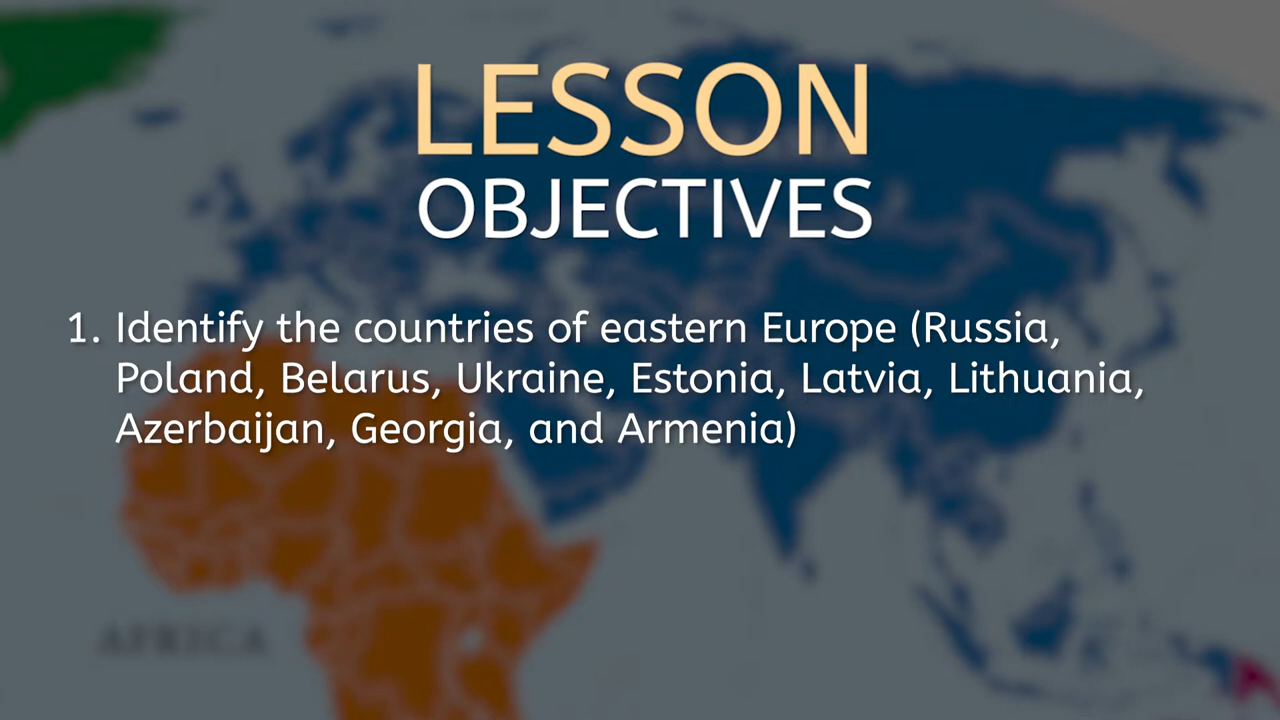 LESSON
OBJECTIVES
1. Identify the countries of eastern Europe (Russia,
Poland, Belarus, Ukraine, Estonia, Latvia, Lithuania,
Azerbaijan, Georgia, and Armenia)
AFRICA